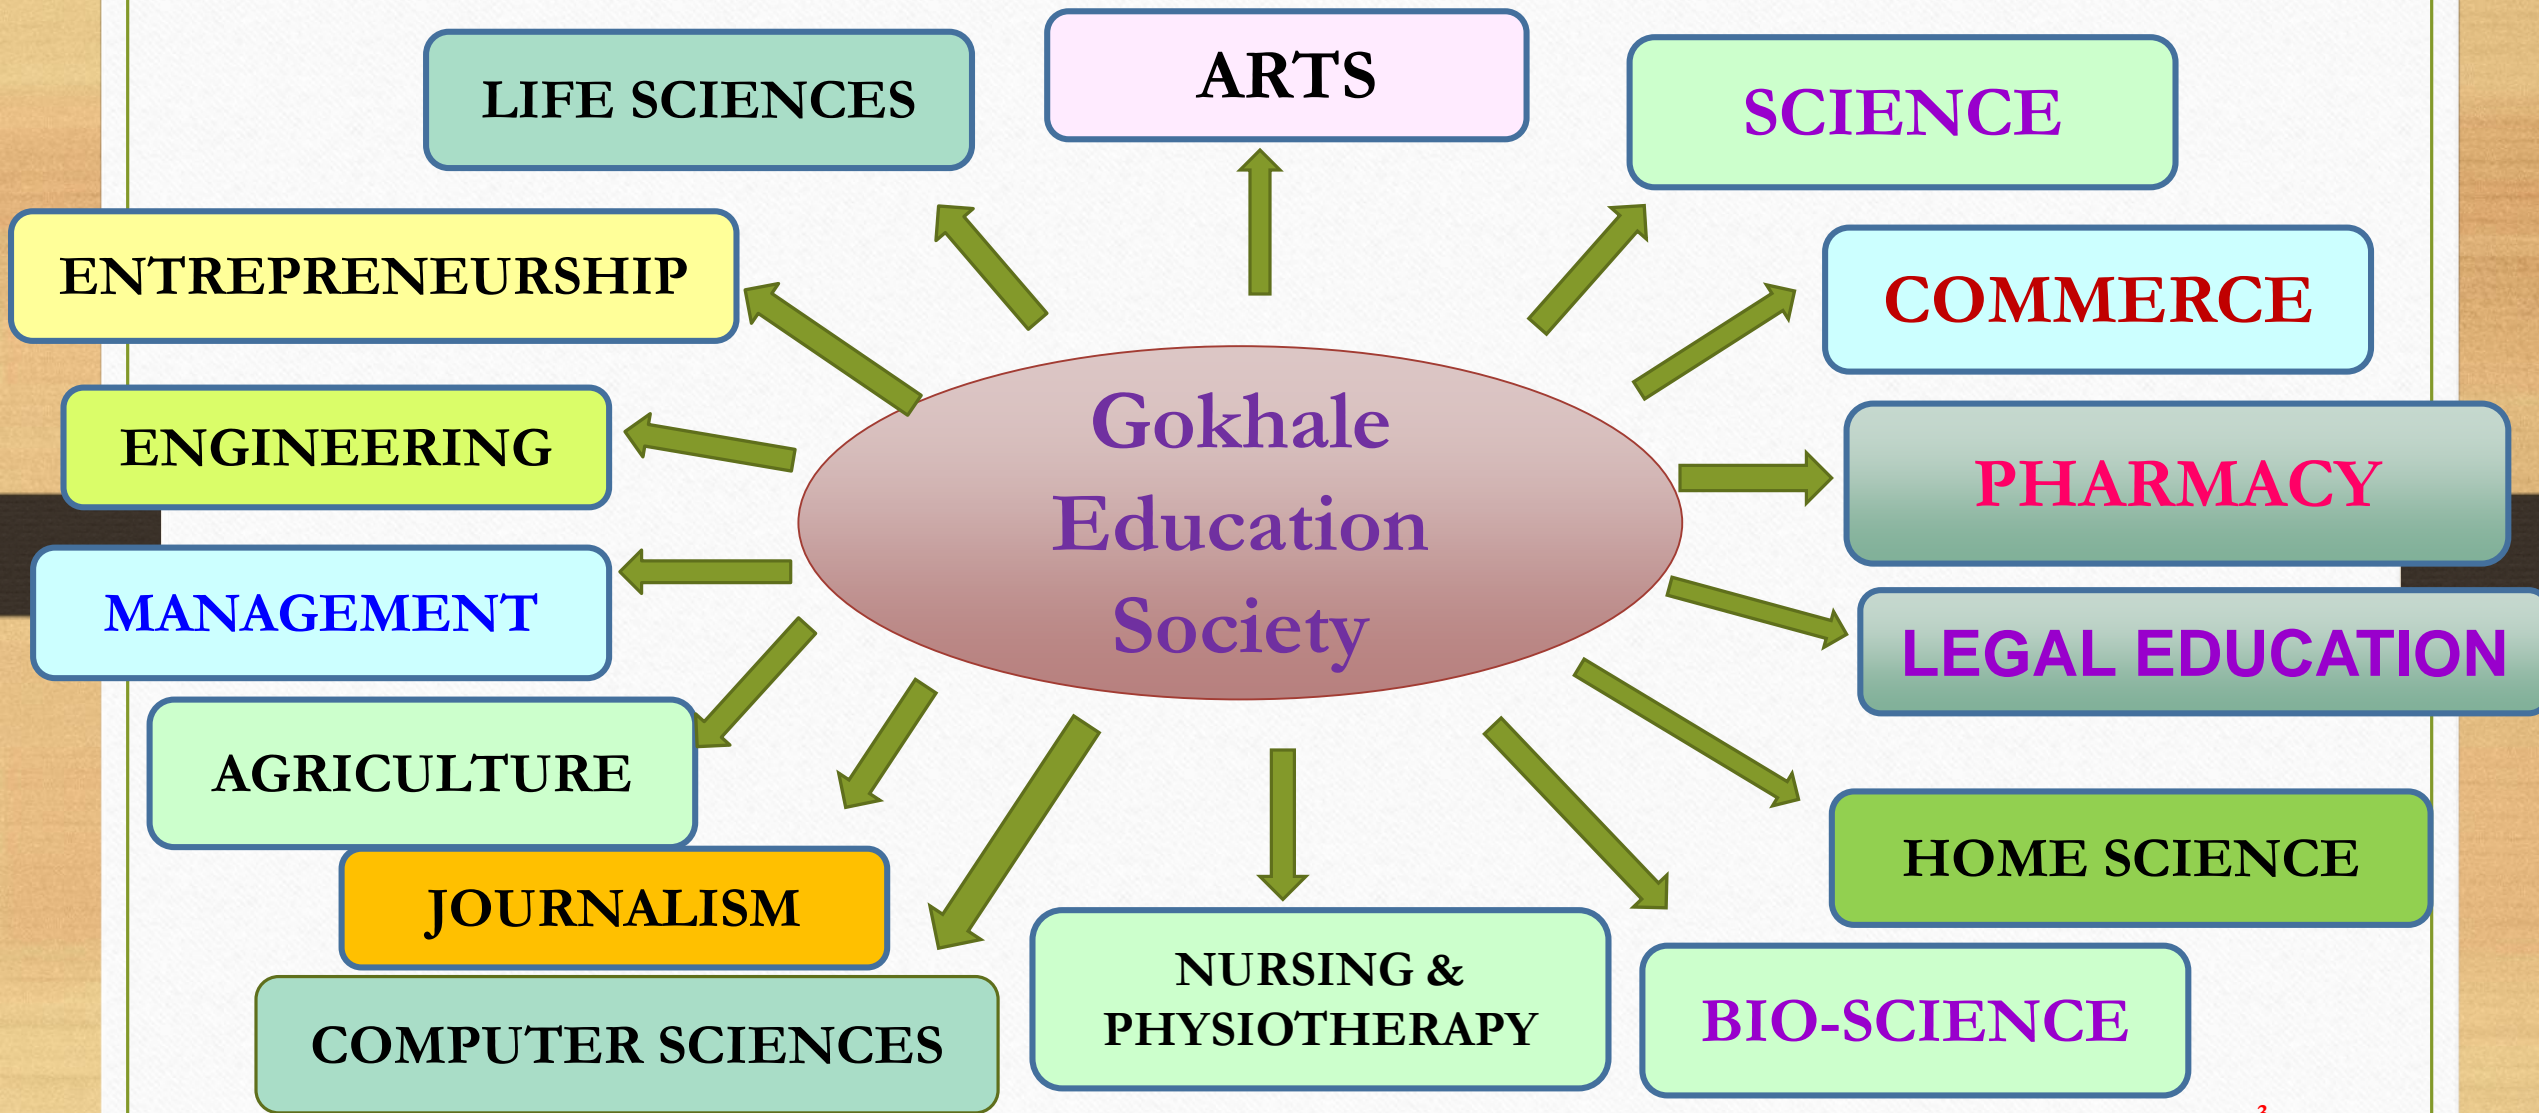 LIFE SCIENCES
ARTS
SCIENCE
ENTREPRENEURSHIP
COMMERCE
ENGINEERING
Gokhale
Education
Society
PHARMACY
MANAGEMENT
LEGAL EDUCATION
AGRICULTURE
HOME SCIENCE
JOURNALISM
NURSING &
PHYSIOTHERAPY
BIO-SCIENCE
COMPUTER SCIENCES